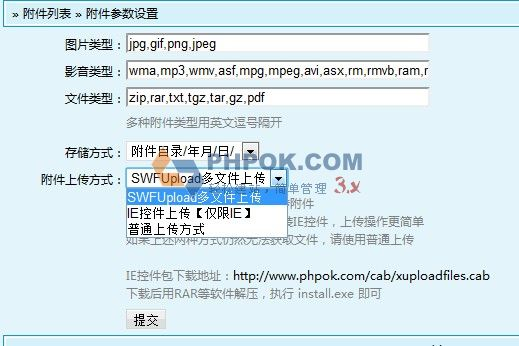 » 附件列表 » 附件参数设置
图片类型： jpg,gif,png,jpeg
影音类型： wma,mp3,wmv,asf,mpg,mpeg,avi,asx,rm,rmvb,ram,r
文件类型： zip,rar,txt,tgz,tar,gz,pdf
多种附件类型用英文逗号隔开
存储方式： 附件目录/年月/日/
PHPOK.COM
附件上传方式： SWFUpload多文件上传
简单管理 3.x
SWFUpload多文件上传
IE控件上传【仅限IE】 附件
普通上传方式 IE控件，上传操作更简单
如果上述两种方式仍然无法获取文件，请使用普通上传
IE控件包下载地址：http://www.phpok.com/cab/xuploadfiles.cab
下载后用RAR等软件解压，执行 install.exe 即可
提交